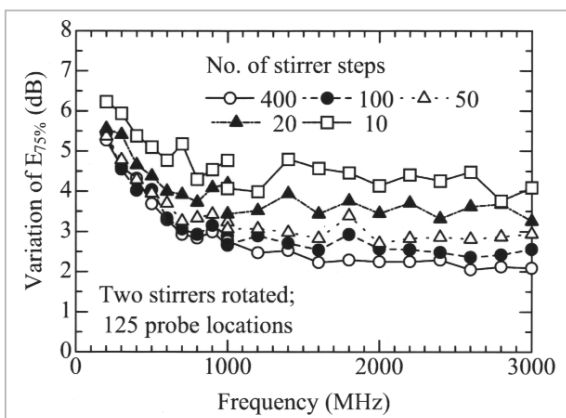 8
7
6
5
4
3
2
1
0
Variation of E75% (dB)
No. of stirrer steps
400 100 50
20 10
Two stirrers rotated;
125 probe locations
0 1000 2000 3000
Frequency (MHz)